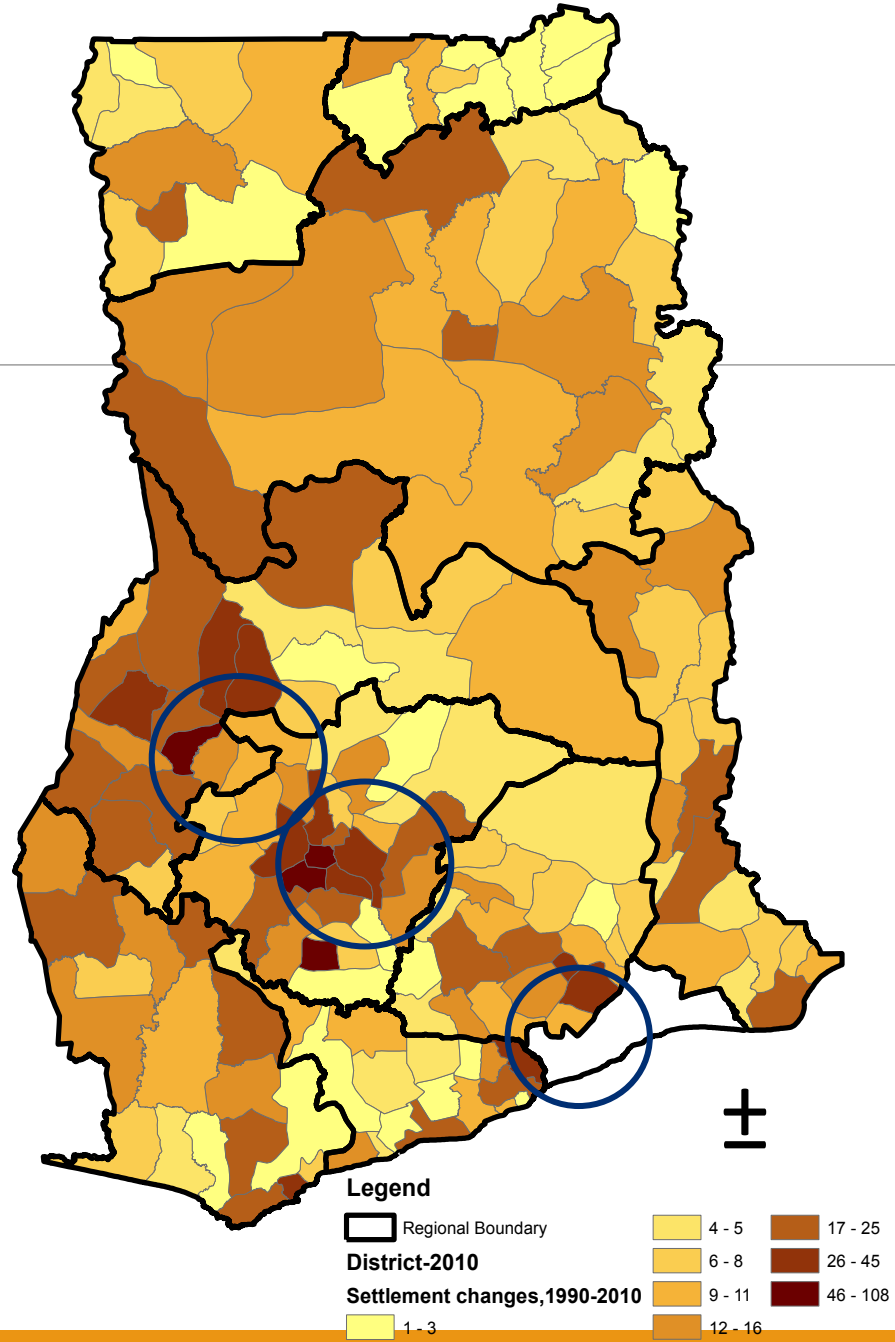 Legend
Regional Boundary
District-2010
Settlement changes,1990-2010
1 - 3
4 - 5
6 - 8
9 - 11
12 - 16
17 - 25
26 - 45
46 - 108